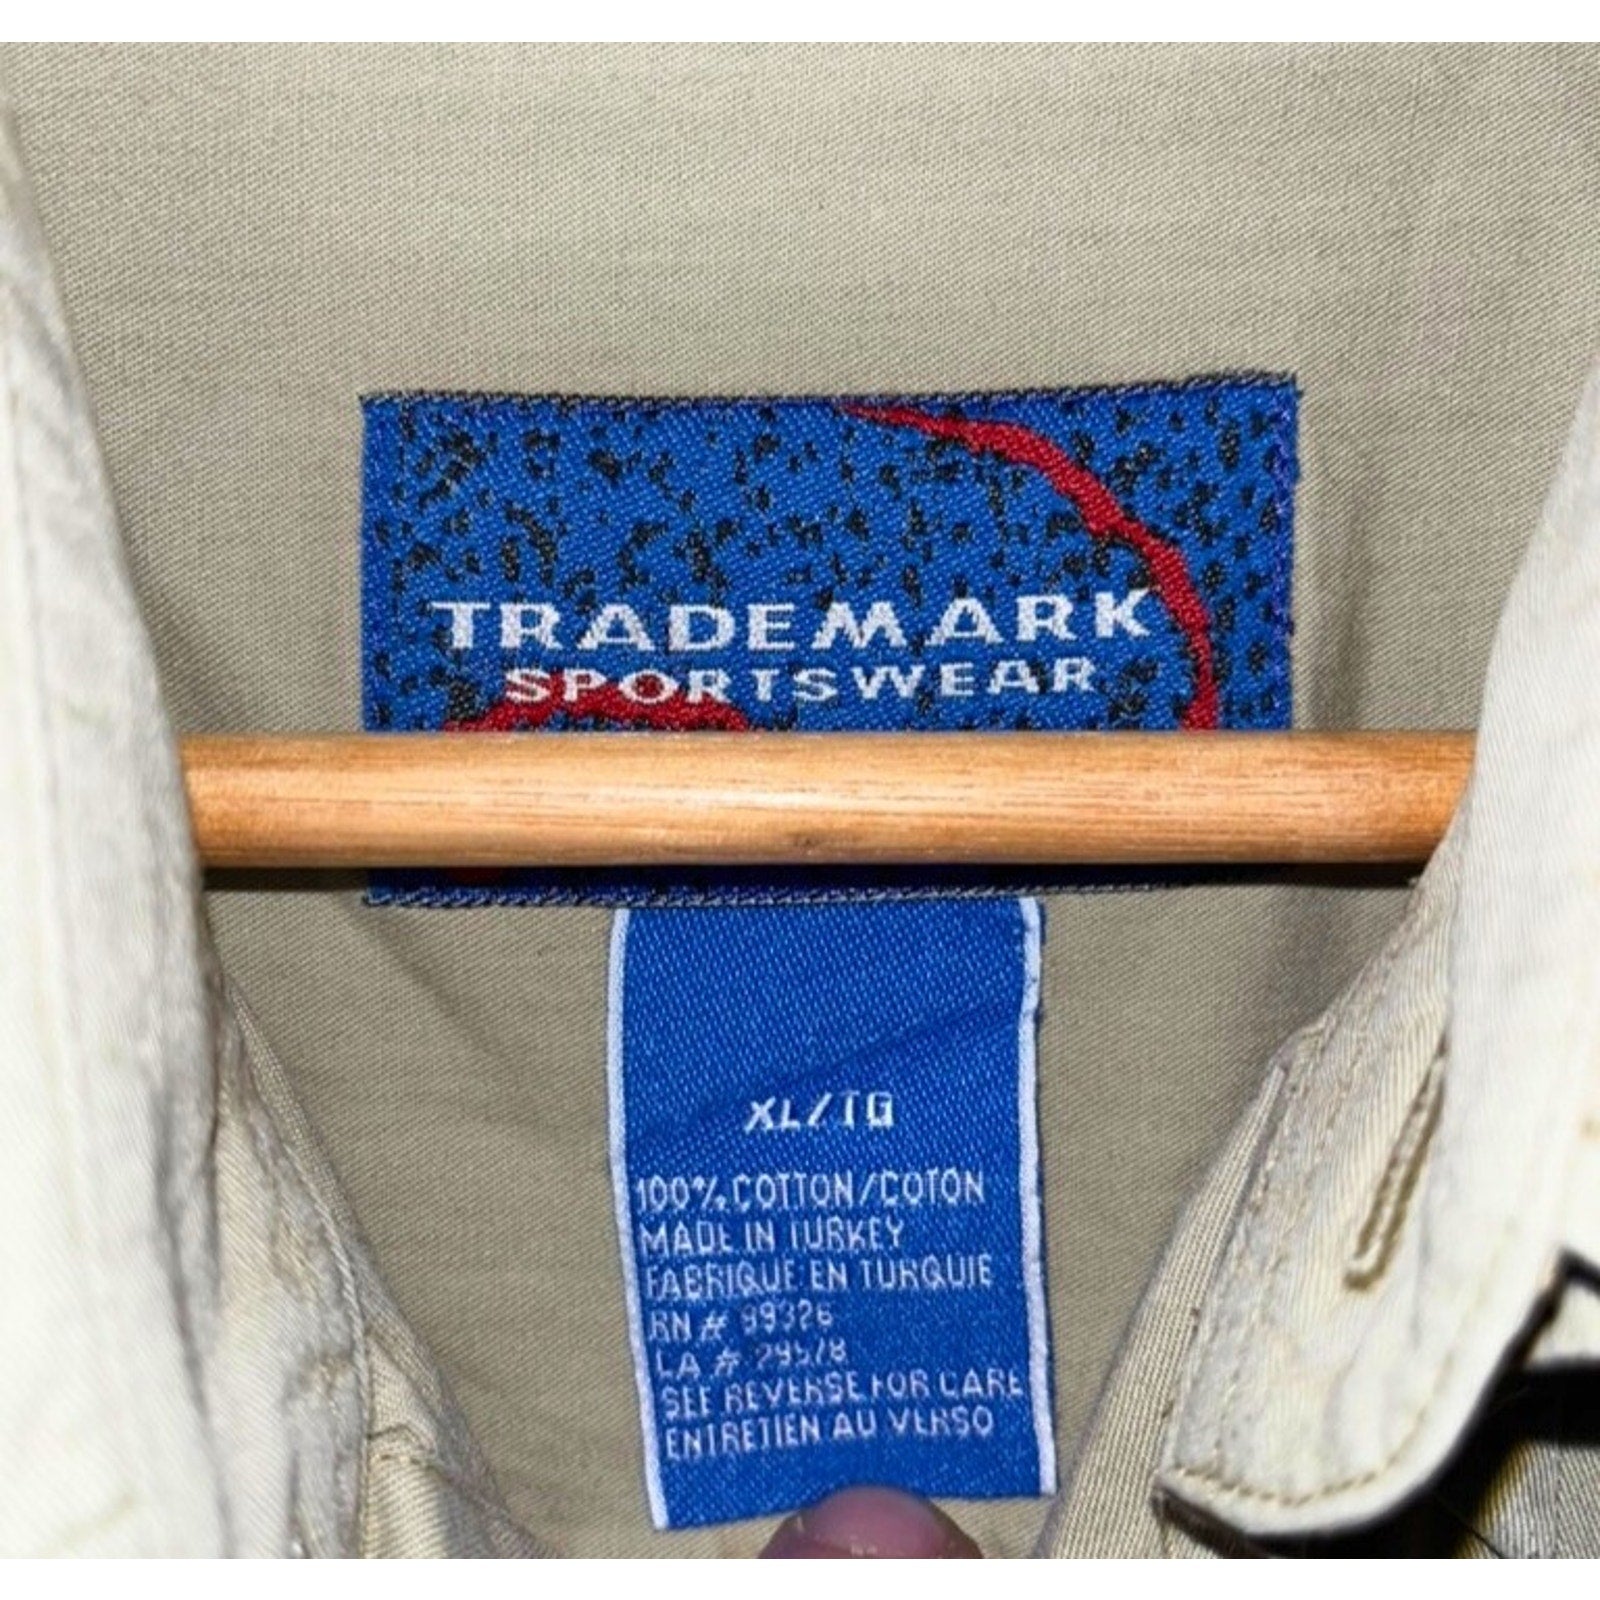 TRADEMARK
SPORTSWEAR
XL/TG
100% COTTON/COTON
MADE IN TURKEY
FABRIQUE EN TURQUIE
RN# 99326
LA# 29578
SEE REVERSE FOR CARE
ENTRETIEN AU VERSO